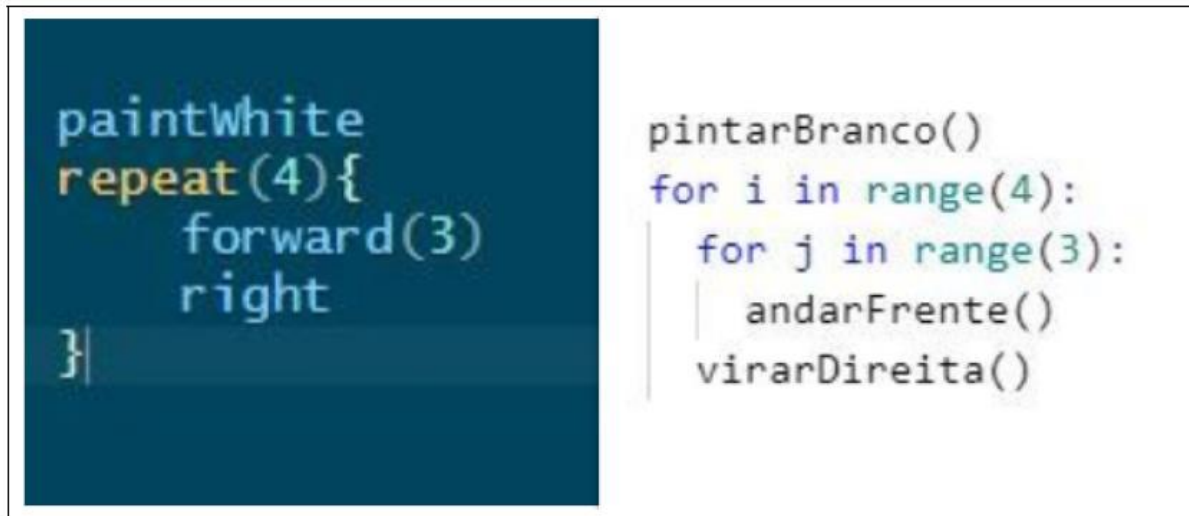 paintWhite
repeat(4){
forward(3)
right
}
pintarBranco()
for i in range(4):
for j in range(3):
andarFrente()
virarDireita()